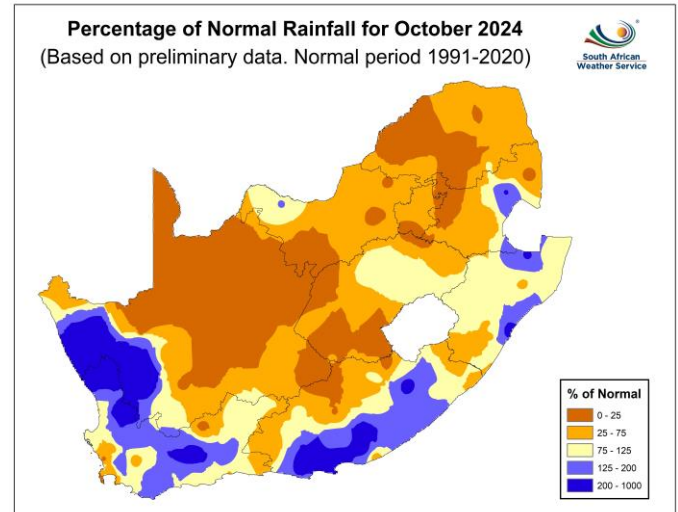 Percentage of Normal Rainfall for October 2024
(Based on preliminary data. Normal period 1991-2020)
South African
Weather Service
% of Normal
0 - 25
25 - 75
75 - 125
125 - 200
200 - 1000